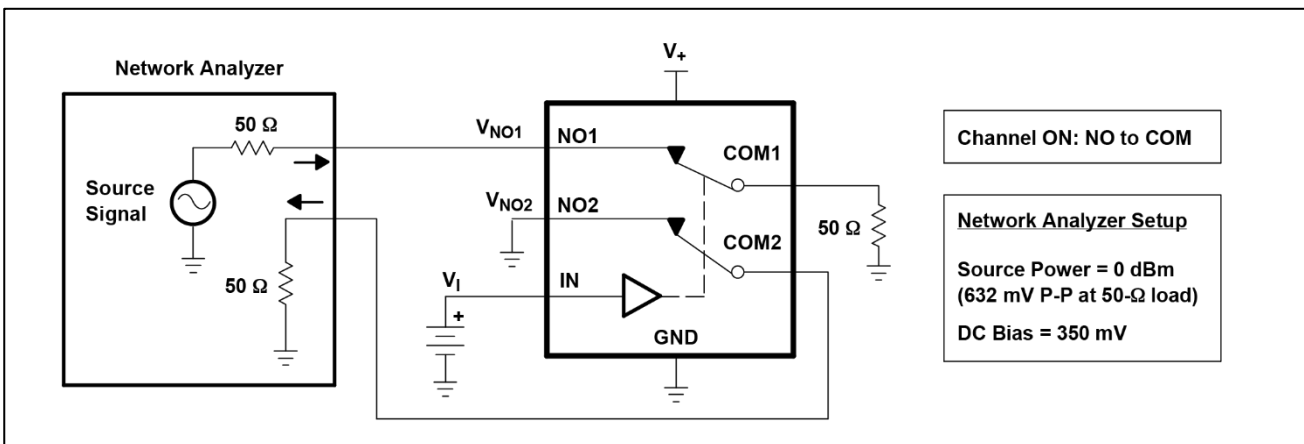 V+
Network Analyzer
50 Ω
VNO1
NO1
COM1
Channel ON: NO to COM
Source
Signal
VNO2
NO2
50 Ω
COM2
50 Ω
VI
IN
+
GND
Network Analyzer Setup
Source Power = 0 dBm
(632 mV P-P at 50-Ω load)
DC Bias = 350 mV